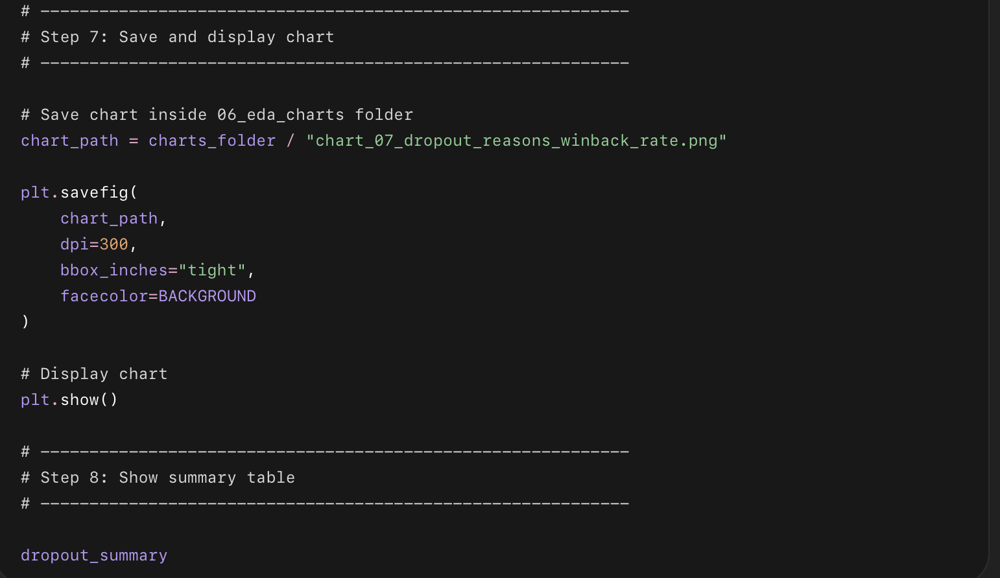 # ────────────────────────────────────────────────────────────
# Step 7: Save and display chart
# ────────────────────────────────────────────────────────────
# Save chart inside 06_eda_charts folder
chart_path = charts_folder / "chart_07_dropout_reasons_winback_rate.png"
plt.savefig(
    chart_path,
    dpi=300,
    bbox_inches="tight",
    facecolor=BACKGROUND
)
# Display chart
plt.show()
# ────────────────────────────────────────────────────────────
# Step 8: Show summary table
# ────────────────────────────────────────────────────────────
dropout_summary